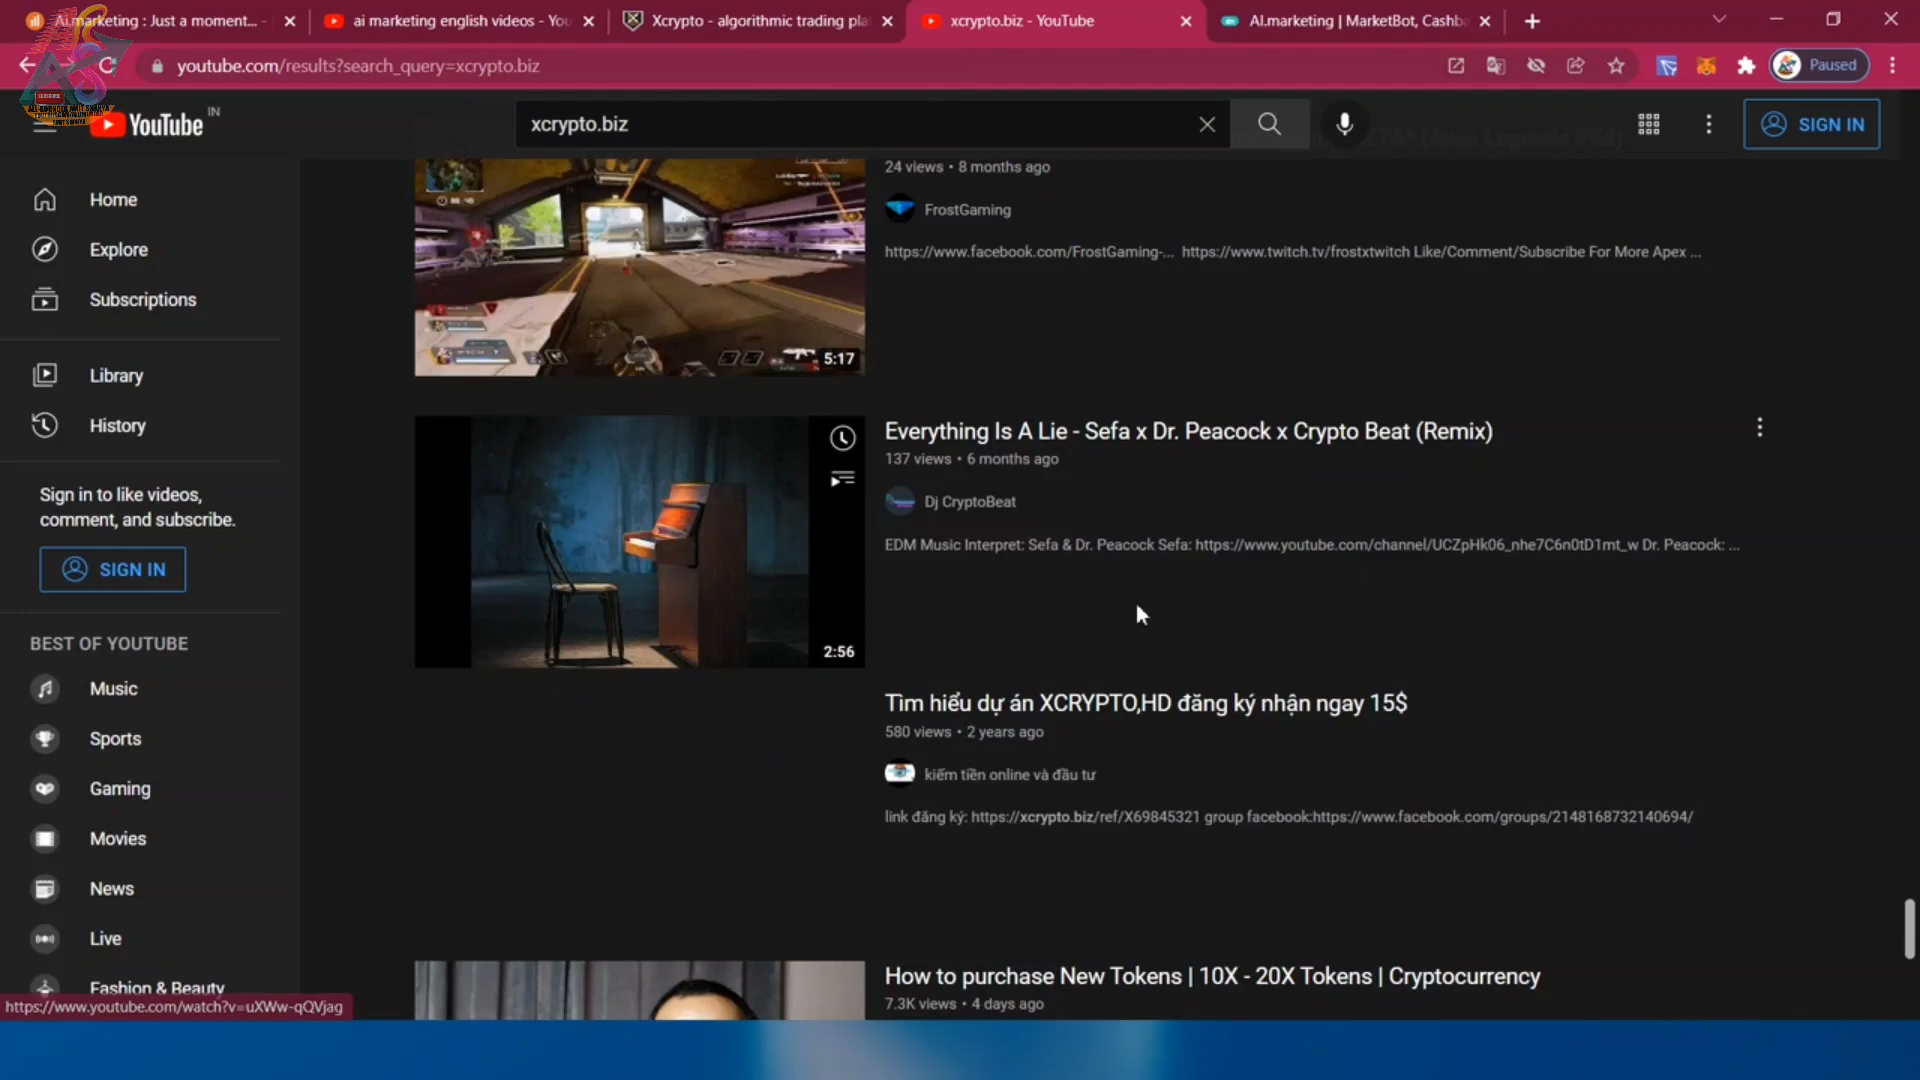 Ai.marketing : Just a moment... -
ai marketing english videos - You
Xcrypto - algorithmic trading pla
xcrypto.biz - YouTube
AI.marketing | MarketBot, Cashba
youtube.com/results?search_query=xcrypto.biz
Paused
SUBSCRIBE
YouTube IN
xcrypto.biz
SIGN IN
24 views • 8 months ago
FrostGaming
https://www.facebook.com/FrostGaming-... https://www.twitch.tv/frostxtwitch Like/Comment/Subscribe For More Apex ...
5:17
Home
Explore
Subscriptions
Library
History
Sign in to like videos,
comment, and subscribe.
SIGN IN
BEST OF YOUTUBE
Music
Sports
Gaming
Movies
News
Live
Fashion & Beauty
Everything Is A Lie - Sefa x Dr. Peacock x Crypto Beat (Remix)
137 views • 6 months ago
Dj CryptoBeat
EDM Music Interpret: Sefa & Dr. Peacock Sefa: https://www.youtube.com/channel/UCZpHk06_nhe7C6n0tD1mt_w Dr. Peacock: ...
2:56
Tìm hiểu dự án XCRYPTO,HD đăng ký nhận ngay 15$
580 views • 2 years ago
kiếm tiền online và đầu tư
link đăng ký: https://xcrypto.biz/ref/X69845321 group facebook:https://www.facebook.com/groups/2148168732140694/
How to purchase New Tokens | 10X - 20X Tokens | Cryptocurrency
7.3K views • 4 days ago
https://www.youtube.com/watch?v=uXWw-qQVjag